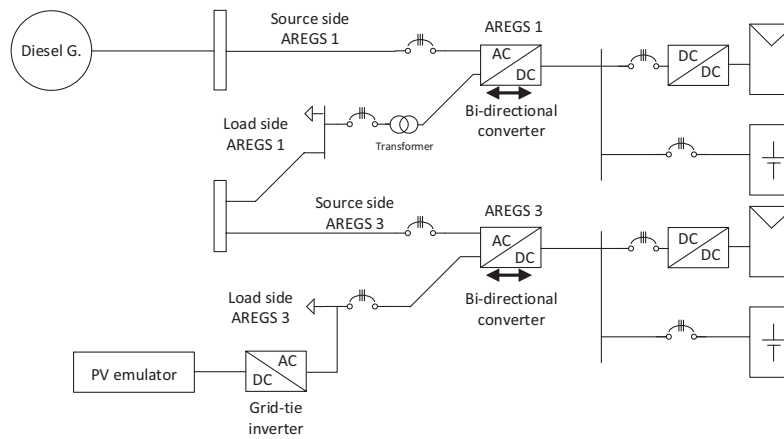 Source side
AREGS 1
AREGS 1
Diesel G.
AC
DC
DC
DC
Bi-directional
converter
Load side
AREGS 1
Transformer
Source side
AREGS 3
AREGS 3
AC
DC
DC
DC
Bi-directional
converter
Load side
AREGS 3
PV emulator
AC
DC
Grid-tie
inverter